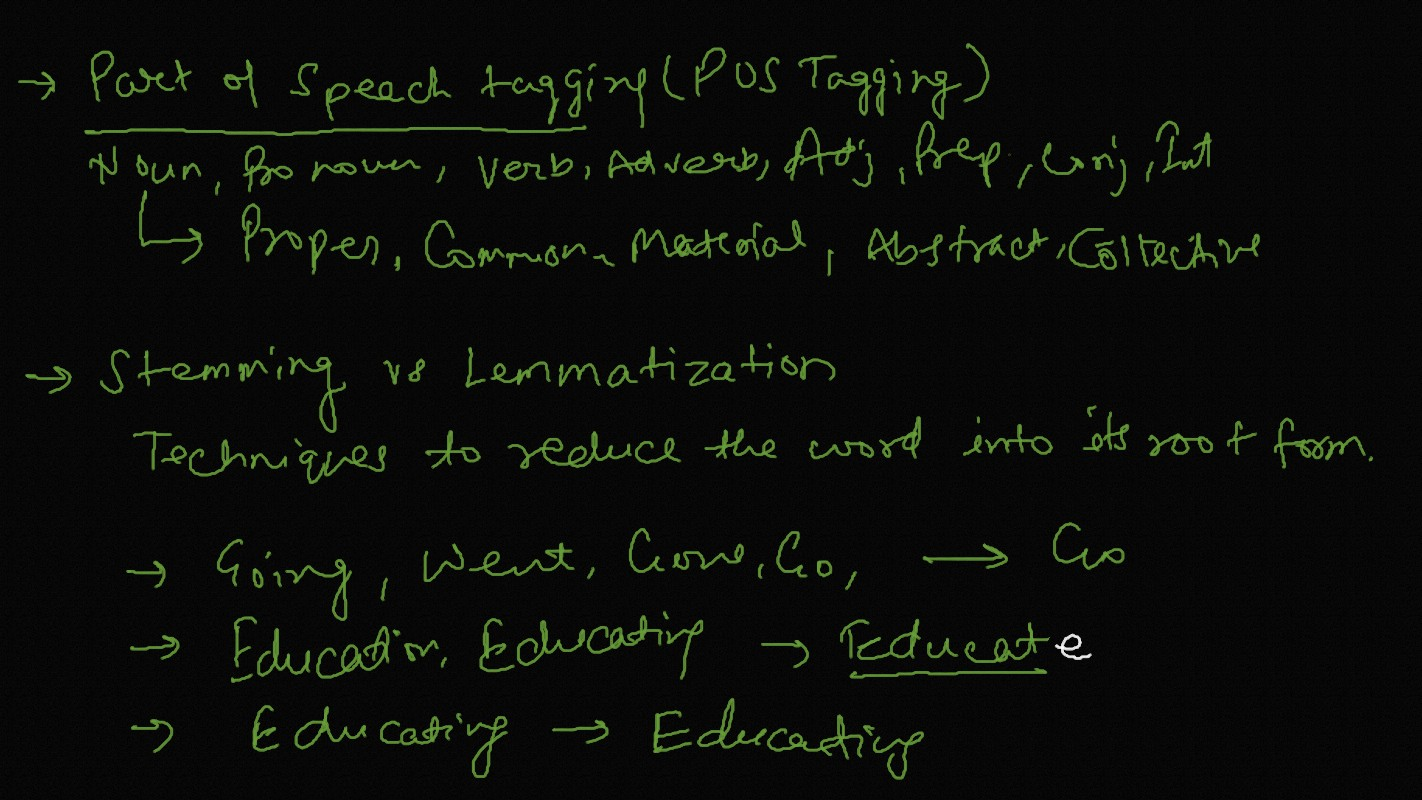 → Part of Speech tagging (POS Tagging)
Noun, Pronoun, Verb, Adverb, Adj, Prep, Conj, Int
→ Proper, Common, Material, Abstract, Collective
→ Stemming vs Lemmatization
Techniques to reduce the word into its root form.
→ Going, Went, Gone, Go, → Go
→ Education, Educating → Educate
→ Educating → Educating